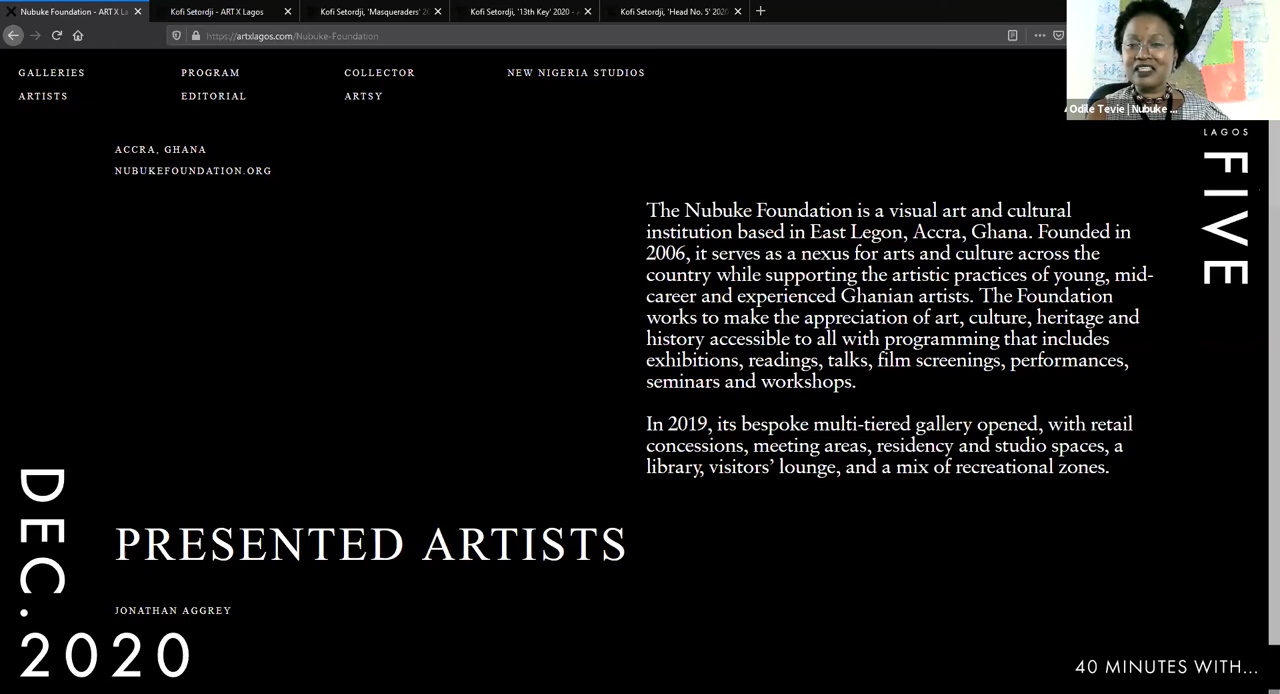 Nubuke Foundation - ART X La
Kofi Setordji - ART X Lagos
Kofi Setordji, 'Masqueraders' 20
Kofi Setordji, '13th Key' 2020 - A
Kofi Setordji, 'Head No. 5' 2020
https://artxlagos.com/Nubuke-Foundation
GALLERIES
PROGRAM
COLLECTOR
NEW NIGERIA STUDIOS
ARTISTS
EDITORIAL
ARTSY
Odile Tevie | Nubuke ...
LAGOS
FIVE
ACCRA, GHANA
NUBUKEFOUNDATION.ORG
The Nubuke Foundation is a visual art and cultural
institution based in East Legon, Accra, Ghana. Founded in
2006, it serves as a nexus for arts and culture across the
country while supporting the artistic practices of young, mid-
career and experienced Ghanian artists. The Foundation
works to make the appreciation of art, culture, heritage and
history accessible to all with programming that includes
exhibitions, readings, talks, film screenings, performances,
seminars and workshops.
In 2019, its bespoke multi-tiered gallery opened, with retail
concessions, meeting areas, residency and studio spaces, a
library, visitors' lounge, and a mix of recreational zones.
DEC.
PRESENTED ARTISTS
JONATHAN AGGREY
2020
40 MINUTES WITH...